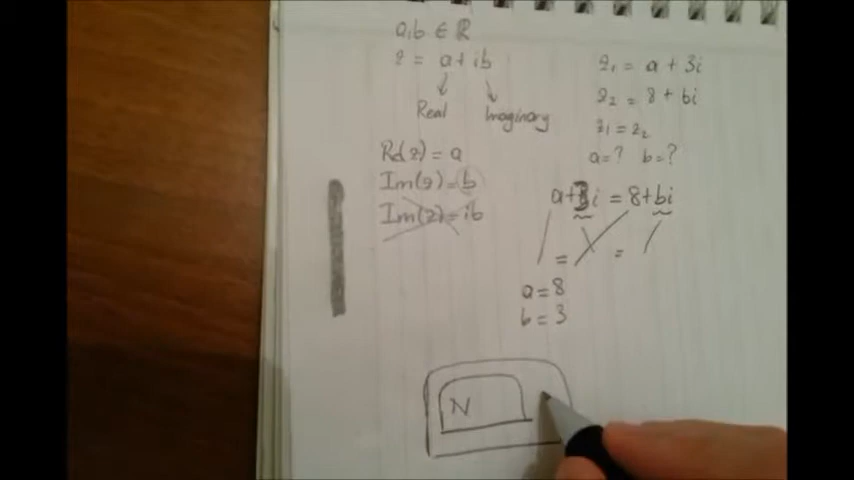 a,b ∈ R
z = a + ib
Real
Imaginary
Re(z) = a
Im(z) = b
Im(z) = ib
z₁ = a + 3i
z₂ = 8 + bi
z₁ = z₂
a=? b=?
a+3i = 8+bi
= =
a = 8
b = 3
N